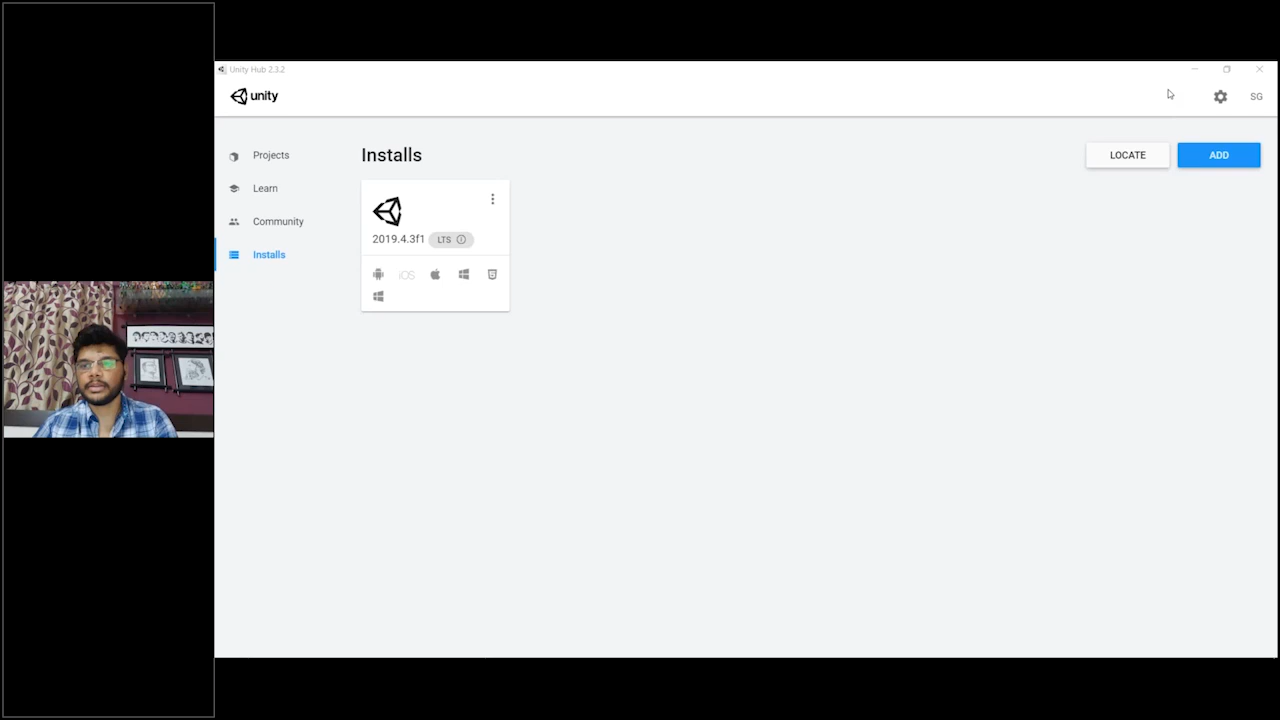 Unity Hub 2.3.2
unity
SG
Projects
Learn
Community
Installs
Installs
LOCATE
ADD
2019.4.3f1
LTS
iOS